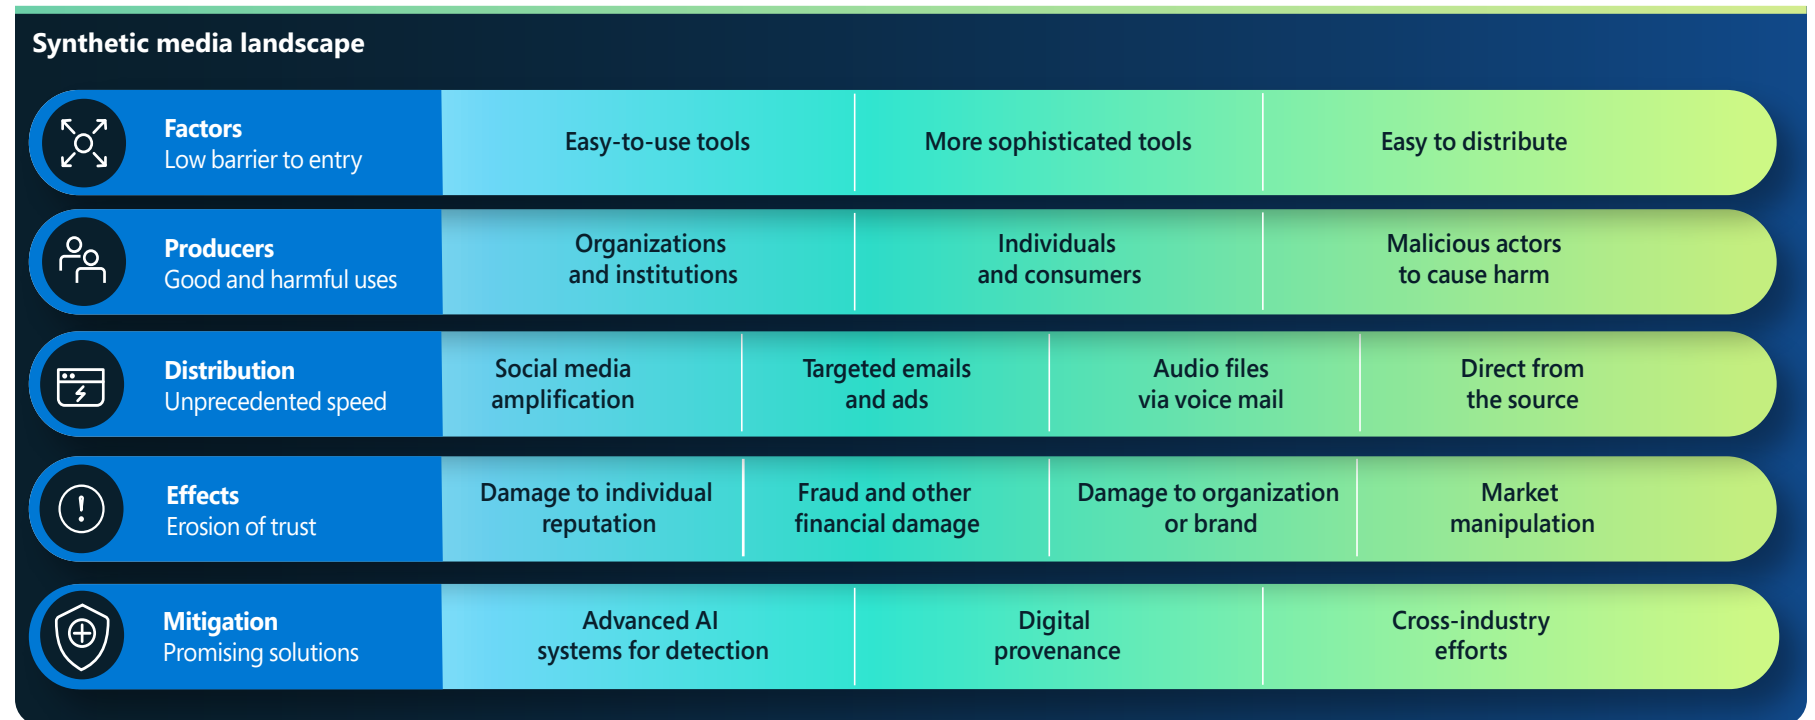 Synthetic media landscape
Factors
Low barrier to entry
Easy-to-use tools
More sophisticated tools
Easy to distribute
Producers
Good and harmful uses
Organizations
and institutions
Individuals
and consumers
Malicious actors
to cause harm
Distribution
Unprecedented speed
Social media
amplification
Targeted emails
and ads
Audio files
via voice mail
Direct from
the source
Effects
Erosion of trust
Damage to individual
reputation
Fraud and other
financial damage
Damage to organization
or brand
Market
manipulation
Mitigation
Promising solutions
Advanced AI
systems for detection
Digital
provenance
Cross-industry
efforts